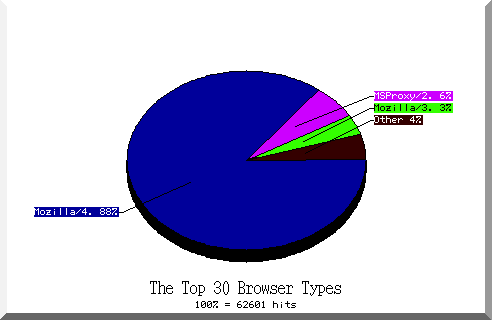 MSProxy/2. 6%
Mozilla/3. 3%
Other 4%
Mozilla/4. 88%
The Top 30 Browser Types
100% = 62601 hits